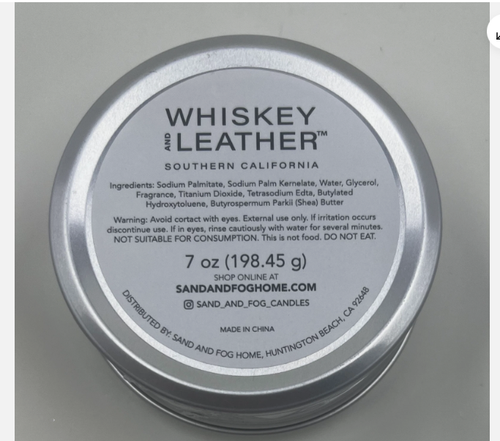 WHISKEY
AND LEATHER™
SOUTHERN CALIFORNIA
Ingredients: Sodium Palmitate, Sodium Palm Kernelate, Water, Glycerol,
Fragrance, Titanium Dioxide, Tetrasodium Edta, Butylated
Hydroxytoluene, Butyrospermum Parkii (Shea) Butter
Warning: Avoid contact with eyes. External use only. If irritation occurs
discontinue use. If in eyes, rinse cautiously with water for several minutes.
NOT SUITABLE FOR CONSUMPTION. This is not food. DO NOT EAT.
7 oz (198.45 g)
SHOP ONLINE AT
SANDANDFOGHOME.COM
SAND_AND_FOG_CANDLES
MADE IN CHINA
DISTRIBUTED BY: SAND AND FOG HOME, HUNTINGTON BEACH, CA 92648